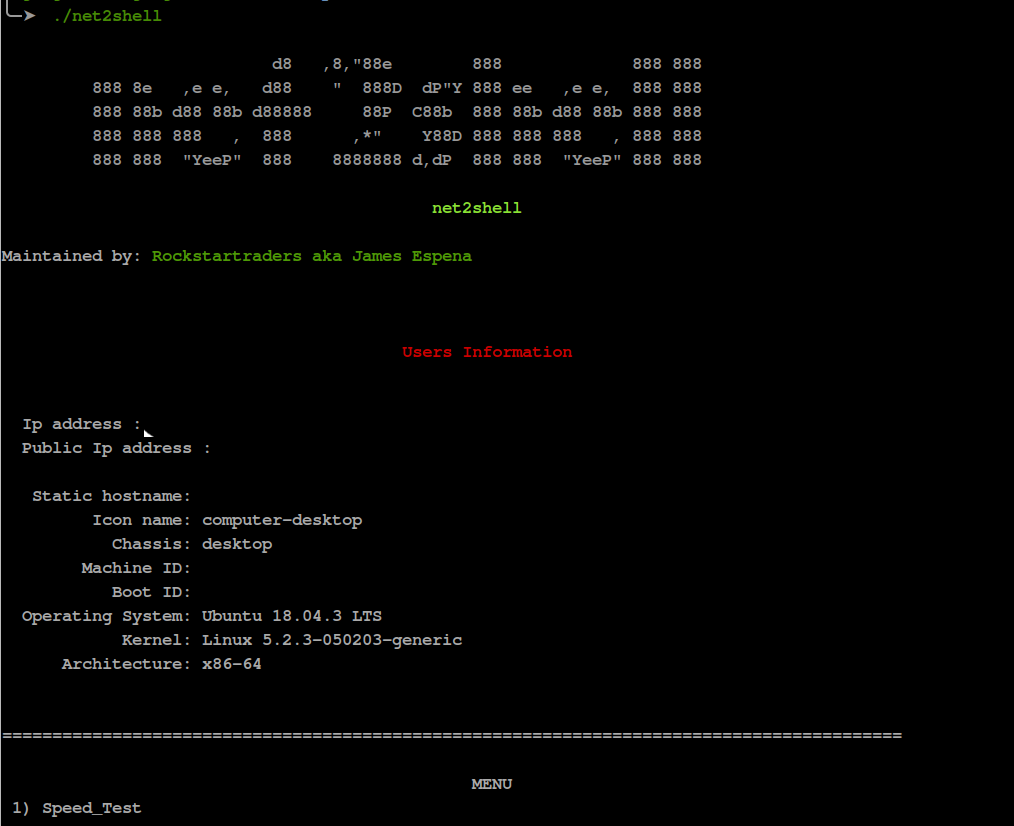 ./net2shell
d8   ,8,"88e        888             888 888
888 8e   ,e e,   d88    "  888D  dP"Y 888 ee   ,e e,  888 888
888 88b d88 88b d88888     88P  C88b  888 88b d88 88b 888 888
888 888 888   ,  888      ,*"    Y88D 888 888 888   , 888 888
888 888  "YeeP"  888    8888888 d,dP  888 888  "YeeP" 888 888
net2shell
Maintained by: Rockstartraders aka James Espena
Users Information
Ip address :
Public Ip address :
Static hostname:
Icon name: computer-desktop
Chassis: desktop
Machine ID:
Boot ID:
Operating System: Ubuntu 18.04.3 LTS
Kernel: Linux 5.2.3-050203-generic
Architecture: x86-64
==========================================================================================
MENU
1) Speed_Test